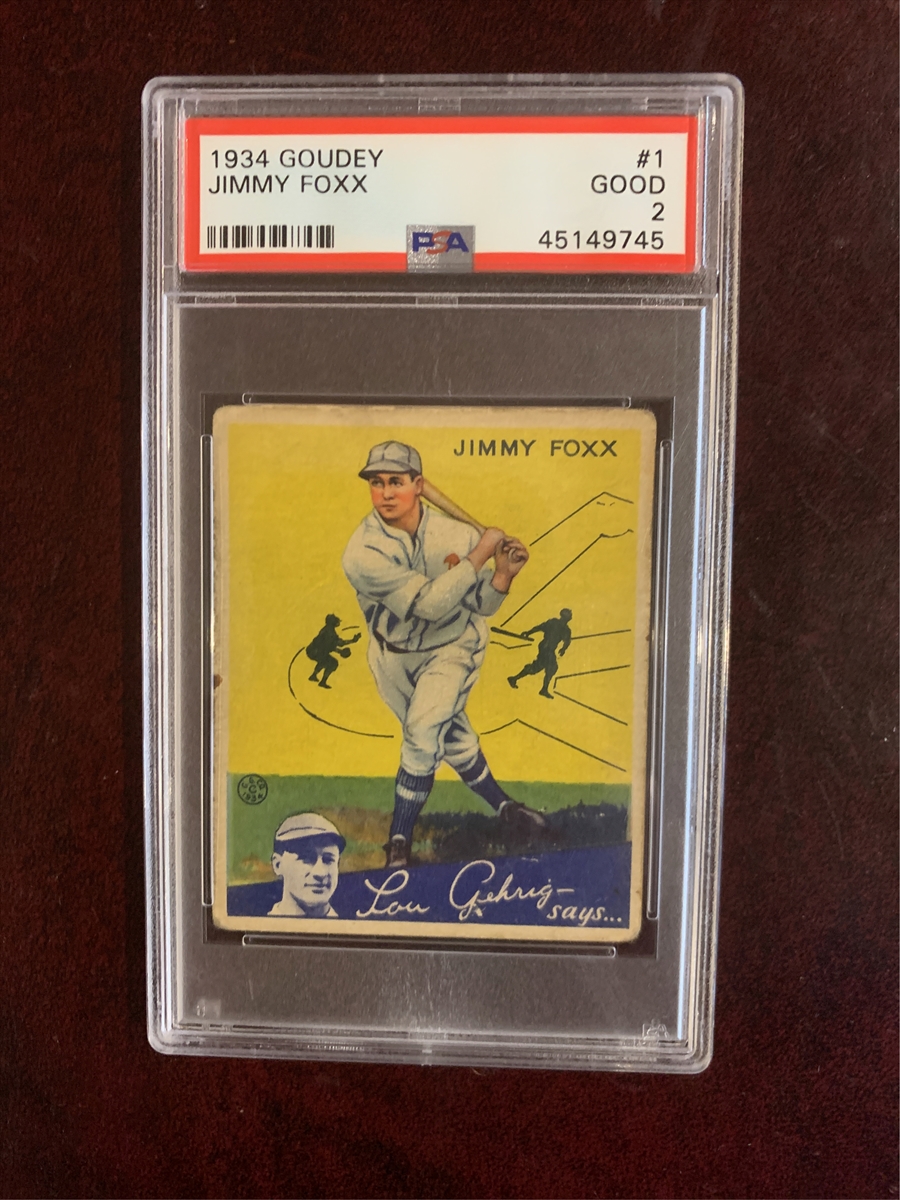 1934 GOUDEY #1
JIMMY FOXX GOOD
2
PSA 45149745
JIMMY FOXX
Lou Gehrig–
says...